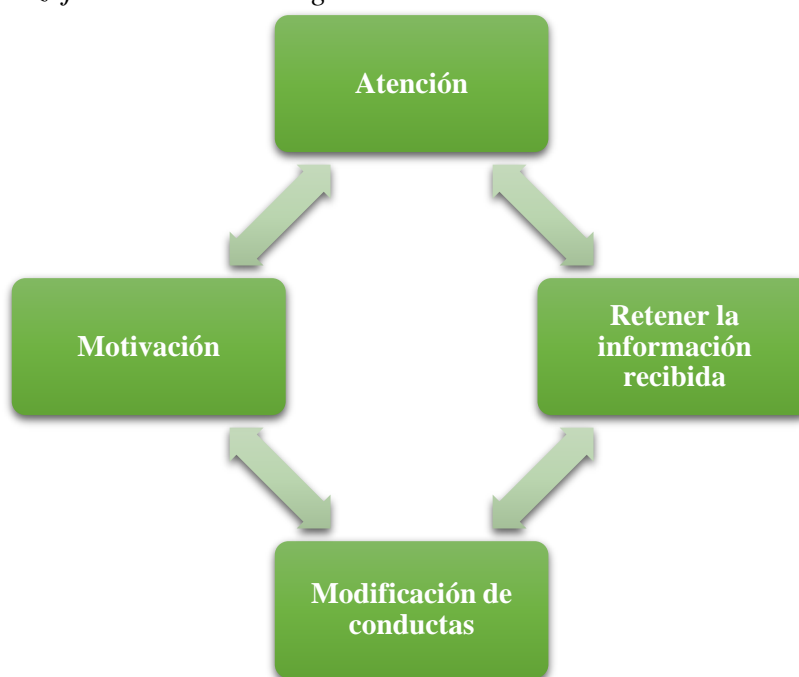 Atención
Motivación
Retener la
información
recibida
Modificación de
conductas